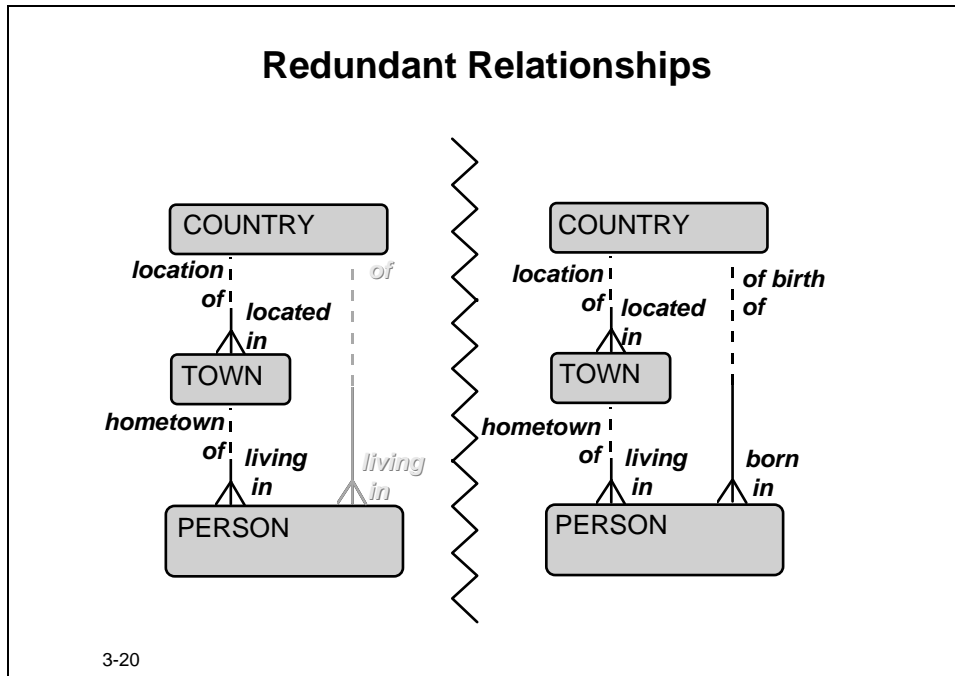 Redundant Relationships
COUNTRY
location
of
of
located
in
TOWN
hometown
of
living
in
living
in
PERSON
COUNTRY
location
of
of birth
of
located
in
TOWN
hometown
of
living
in
born
in
PERSON
3-20